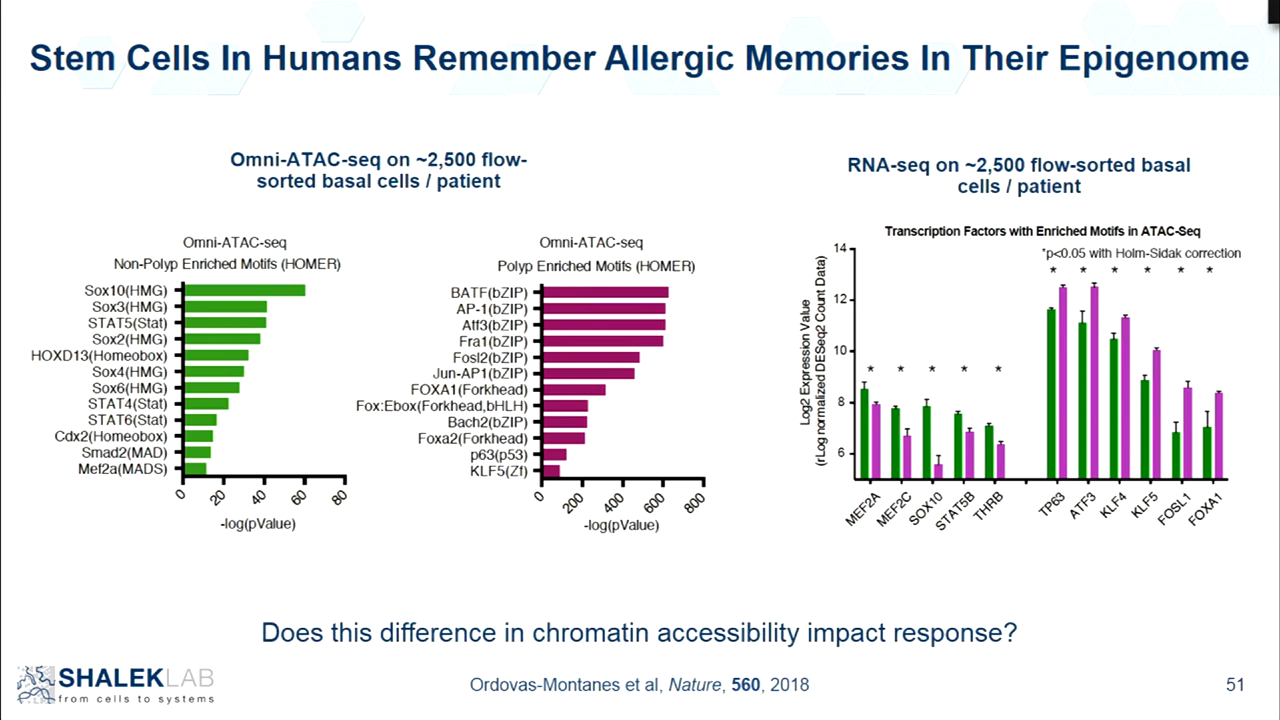 Stem Cells In Humans Remember Allergic Memories In Their Epigenome
Omni-ATAC-seq on ~2,500 flow-
sorted basal cells / patient
RNA-seq on ~2,500 flow-sorted basal
cells / patient
Omni-ATAC-seq
Non-Polyp Enriched Motifs (HOMER)
Sox10(HMG)
Sox3(HMG)
STAT5(Stat)
Sox2(HMG)
HOXD13(Homeobox)
Sox4(HMG)
Sox6(HMG)
STAT4(Stat)
STAT6(Stat)
Cdx2(Homeobox)
Smad2(MAD)
Mef2a(MADS)
0 20 40 60 80
-log(pValue)
Omni-ATAC-seq
Polyp Enriched Motifs (HOMER)
BATF(bZIP)
AP-1(bZIP)
Atf3(bZIP)
Fra1(bZIP)
Fosl2(bZIP)
Jun-AP1(bZIP)
FOXA1(Forkhead)
Fox:Ebox(Forkhead,bHLH)
Bach2(bZIP)
Foxa2(Forkhead)
p63(p53)
KLF5(Zf)
0 200 400 600 800
-log(pValue)
Transcription Factors with Enriched Motifs in ATAC-Seq
*p<0.05 with Holm-Sidak correction
* * * * * *
* * * * *
Log2 Expression Value
(rLog normalized DESeq2 Count Data)
14
12
10
8
6
MEF2A MEF2C SOX10 STAT5B THRB TP63 ATF3 KLF4 KLF5 FOSL1 FOXA1
Does this difference in chromatin accessibility impact response?
SHALEKLAB
from cells to systems
Ordovas-Montanes et al, Nature, 560, 2018
51